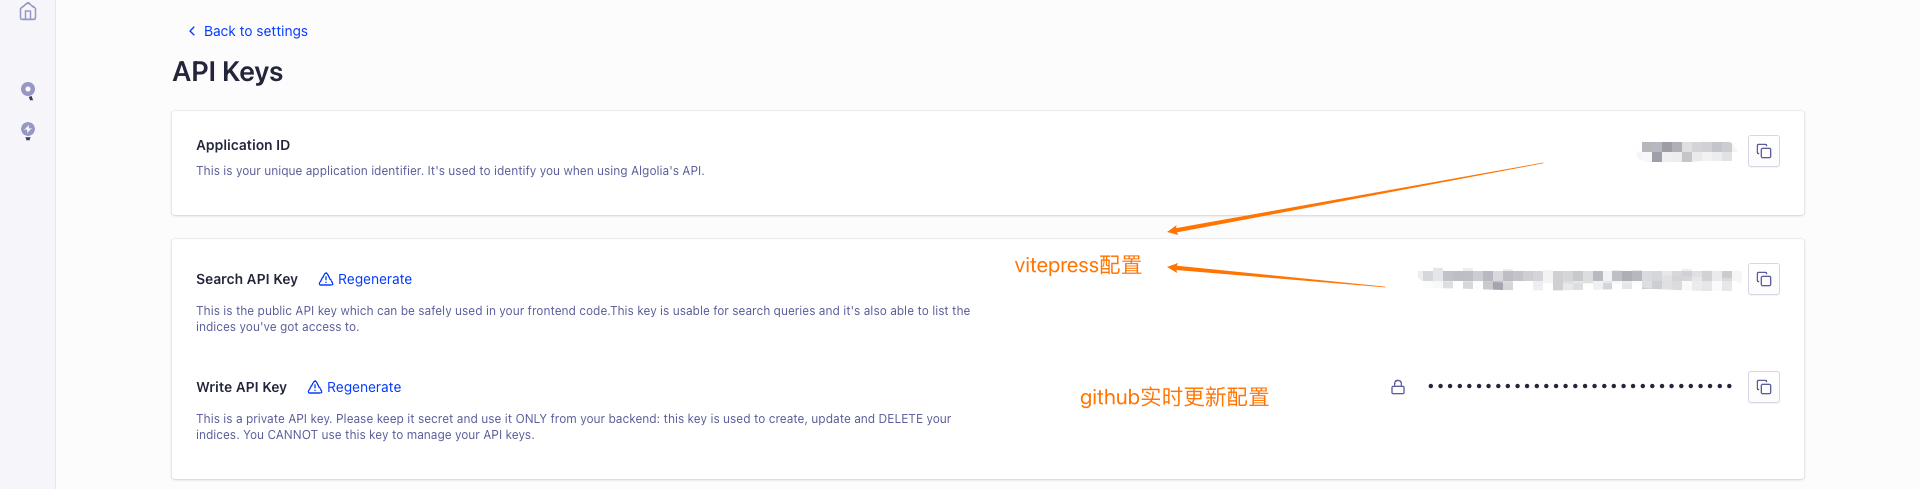 Back to settings
API Keys
Application ID
This is your unique application identifier. It's used to identify you when using Algolia's API.
vitepress配置
Search API Key Regenerate
This is the public API key which can be safely used in your frontend code.This key is usable for search queries and it's also able to list the
indices you've got access to.
Write API Key Regenerate
github实时更新配置
••••••••••••••••••••••••••••••••
This is a private API key. Please keep it secret and use it ONLY from your backend: this key is used to create, update and DELETE your
indices. You CANNOT use this key to manage your API keys.